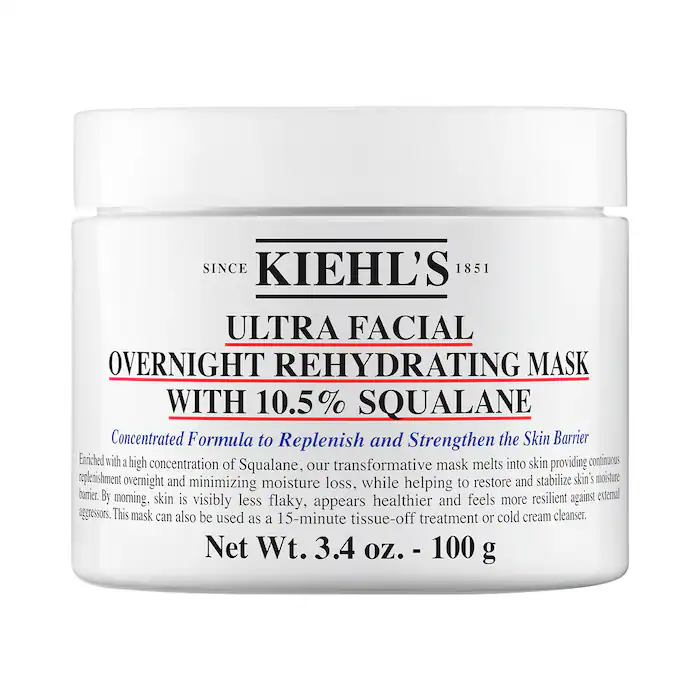 SINCE KIEHL'S 1851
ULTRA FACIAL
OVERNIGHT REHYDRATING MASK
WITH 10.5% SQUALANE
Concentrated Formula to Replenish and Strengthen the Skin Barrier
Enriched with a high concentration of Squalane, our transformative mask melts into skin providing continuous
replenishment overnight and minimizing moisture loss, while helping to restore and stabilize skin's moisture
barrier. By morning, skin is visibly less flaky, appears healthier and feels more resilient against external
aggressors. This mask can also be used as a 15-minute tissue-off treatment or cold cream cleanser.
Net Wt. 3.4 oz. - 100 g